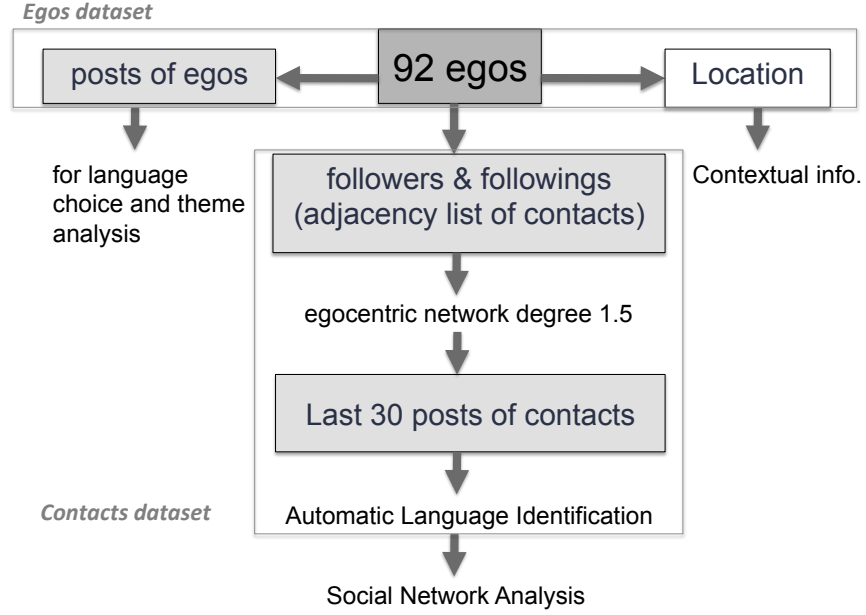 Egos dataset
posts of egos
92 egos
Location
for language
choice and theme
analysis
followers & followings
(adjacency list of contacts)
Contextual info.
egocentric network degree 1.5
Last 30 posts of contacts
Contacts dataset
Automatic Language Identification
Social Network Analysis